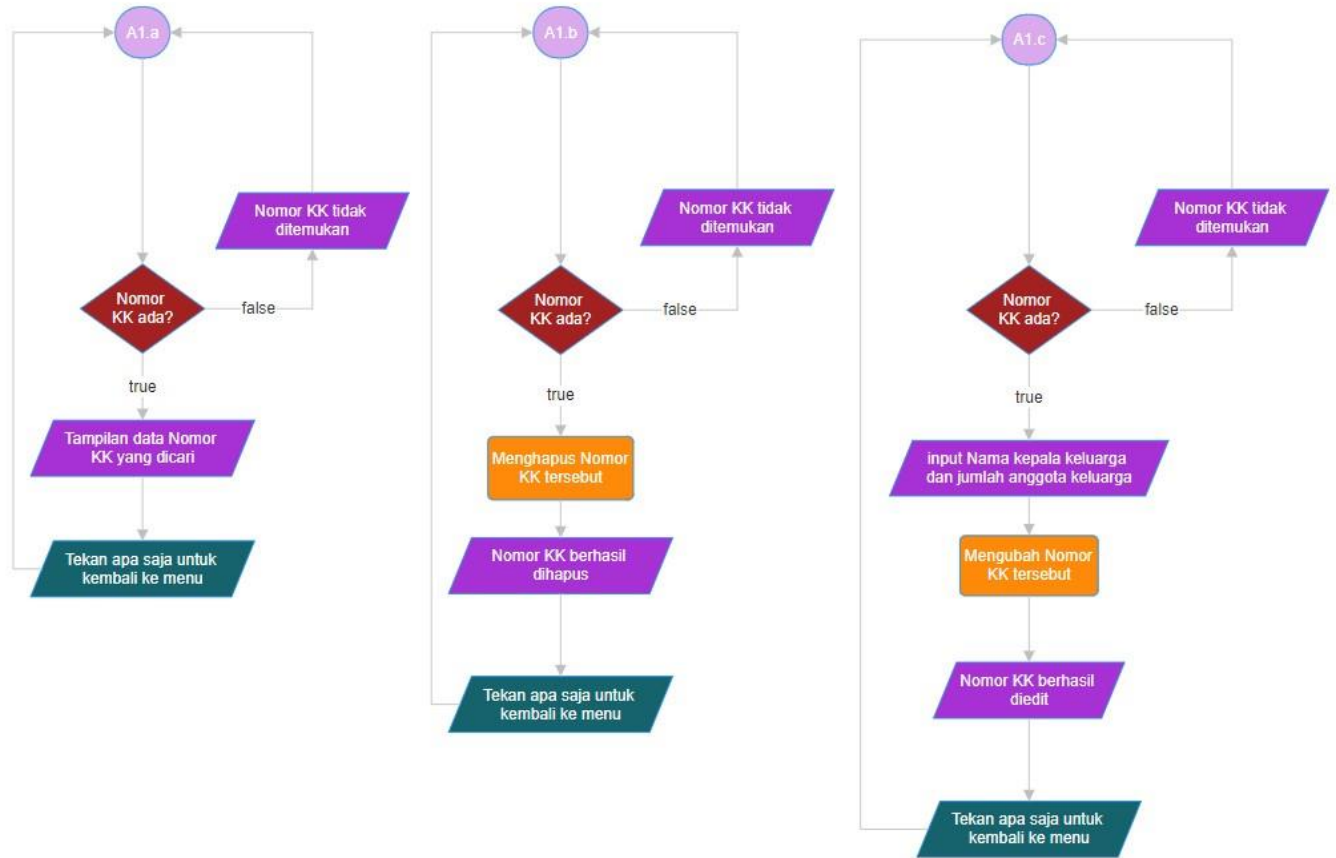 A1.a
Nomor KK tidak
ditemukan
Nomor
KK ada?
false
true
Tampilan data Nomor
KK yang dicari
Tekan apa saja untuk
kembali ke menu
A1.b
Nomor KK tidak
ditemukan
Nomor
KK ada?
false
true
Menghapus Nomor
KK tersebut
Nomor KK berhasil
dihapus
Tekan apa saja untuk
kembali ke menu
A1.c
Nomor KK tidak
ditemukan
Nomor
KK ada?
false
true
input Nama kepala keluarga
dan jumlah anggota keluarga
Mengubah Nomor
KK tersebut
Nomor KK berhasil
diedit
Tekan apa saja untuk
kembali ke menu